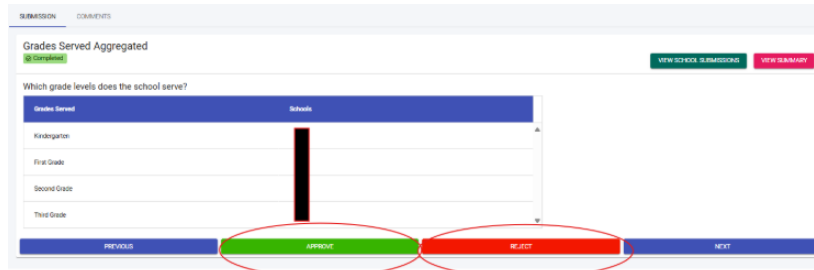 SUBMISSION COMMENTS
Grades Served Aggregated
Completed
VIEW SCHOOL SUBMISSIONS VIEW SUMMARY
Which grade levels does the school serve?
Grades Served Schools
Kindergarten
First Grade
Second Grade
Third Grade
PREVIOUS APPROVE REJECT NEXT